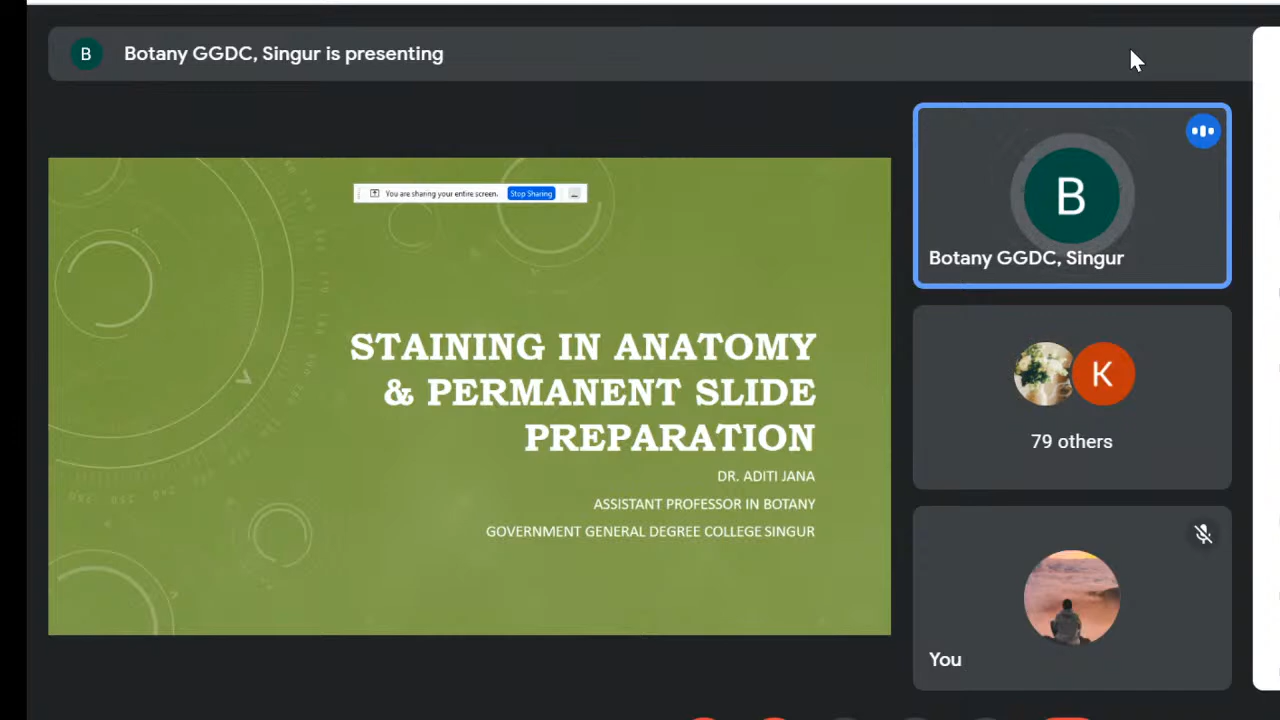 B
Botany GGDC, Singur is presenting
You are sharing your entire screen.
Stop Sharing
STAINING IN ANATOMY
& PERMANENT SLIDE
PREPARATION
DR. ADITI JANA
ASSISTANT PROFESSOR IN BOTANY
GOVERNMENT GENERAL DEGREE COLLEGE SINGUR
B
Botany GGDC, Singur
K
79 others
You